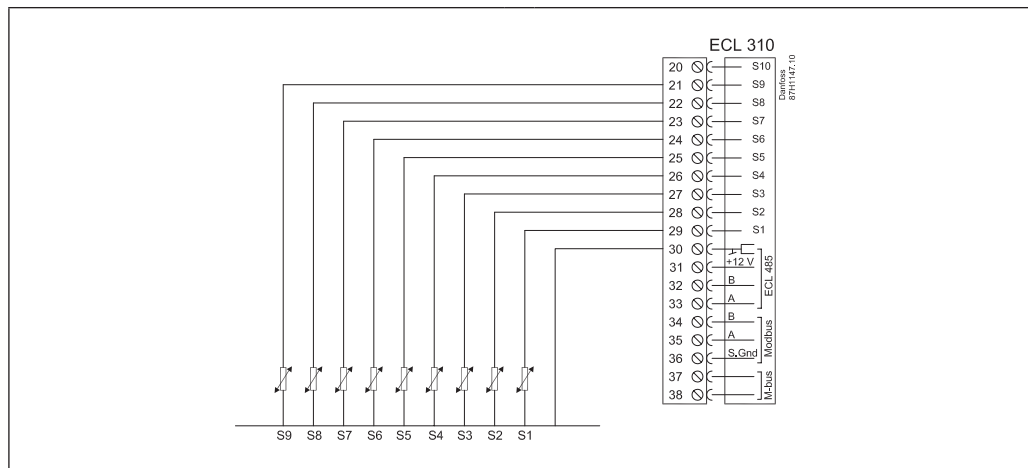 ECL 310
20 S10
21 S9
22 S8
23 S7
24 S6
25 S5
26 S4
27 S3
28 S2
29 S1
30
31 +12 V
32 B
33 A
34 B
35 A
36 S.Gnd
37
38
ECL 485
Modbus
M-bus
Danfoss
87H1147.10
S9 S8 S7 S6 S5 S4 S3 S2 S1